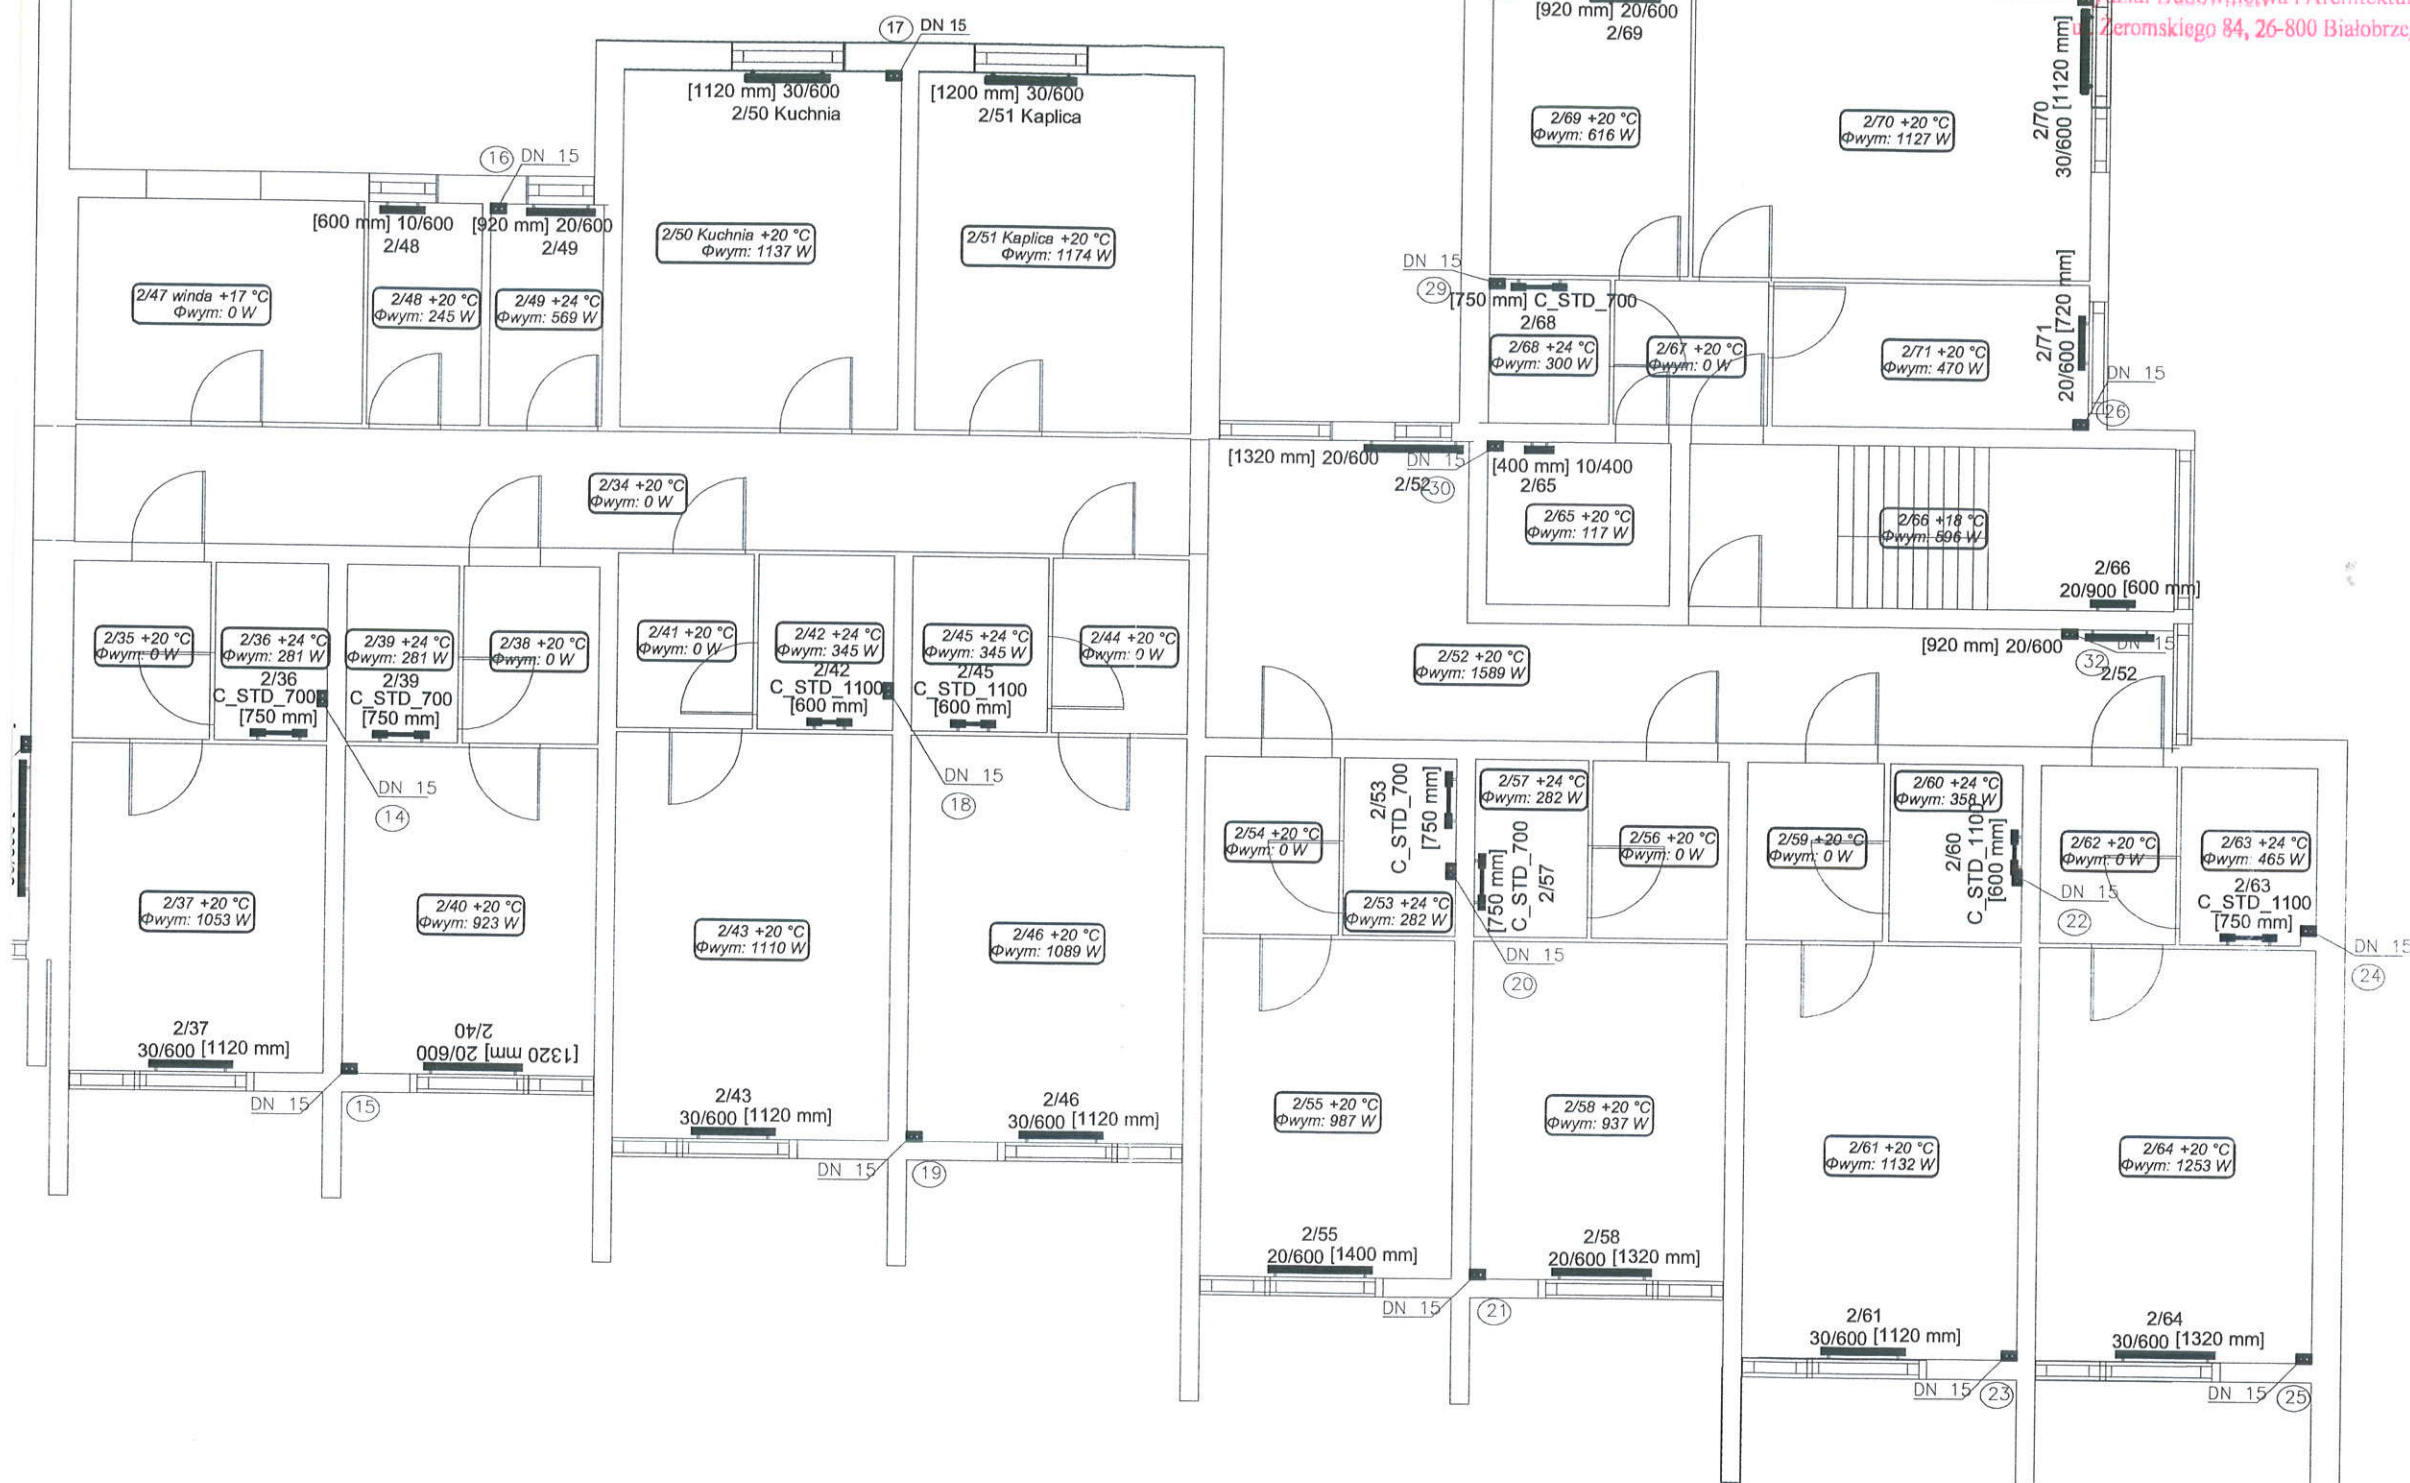 17 DN 15
[920 mm] 20/600
2/69
Żeromskiego 84, 26-800
[1120 mm] 30/600
2/50 Kuchnia
[1200 mm] 30/600
2/51 Kaplica
2/69 +20 °C
Φwym: 616 W
2/70 +20 °C
Φwym: 1127 W
2/70
30/600 [1120 mm]
16 DN 15
[600 mm] 10/600
2/48
[920 mm] 20/600
2/49
2/50 Kuchnia +20 °C
Φwym: 1137 W
2/51 Kaplica +20 °C
Φwym: 1174 W
2/47 winda +17 °C
Φwym: 0 W
2/48 +20 °C
Φwym: 245 W
2/49 +24 °C
Φwym: 569 W
DN 15
29
[750 mm] C_STD_700
2/68
2/68 +24 °C
Φwym: 300 W
2/67 +20 °C
Φwym: 0 W
2/71 +20 °C
Φwym: 470 W
2/71
20/600 [720 mm]
DN 15
26
2/34 +20 °C
Φwym: 0 W
[1320 mm] 20/600
2/52
DN 15
30
[400 mm] 10/400
2/65
2/65 +20 °C
Φwym: 117 W
2/66 +18 °C
Φwym: 596 W
2/66
20/900 [600 mm]
[920 mm] 20/600
DN 15
32
2/52
2/52 +20 °C
Φwym: 1589 W
2/35 +20 °C
Φwym: 0 W
2/36 +24 °C
Φwym: 281 W
2/36
C_STD_700
[750 mm]
2/39 +24 °C
Φwym: 281 W
2/39
C_STD_700
[750 mm]
2/38 +20 °C
Φwym: 0 W
2/41 +20 °C
Φwym: 0 W
2/42 +24 °C
Φwym: 345 W
2/42
C_STD_1100
[600 mm]
2/45 +24 °C
Φwym: 345 W
2/45
C_STD_1100
[600 mm]
2/44 +20 °C
Φwym: 0 W
DN 15
14
DN 15
18
2/54 +20 °C
Φwym: 0 W
2/53
C_STD_700
[750 mm]
2/53 +24 °C
Φwym: 282 W
2/57 +24 °C
Φwym: 282 W
[750 mm]
C_STD_700
2/57
2/56 +20 °C
Φwym: 0 W
2/59 +20 °C
Φwym: 0 W
2/60 +24 °C
Φwym: 358 W
2/60
C_STD_1100
[600 mm]
2/62 +20 °C
Φwym: 0 W
2/63 +24 °C
Φwym: 465 W
2/63
C_STD_1100
[750 mm]
DN 15
20
DN 15
22
DN 15
24
2/37 +20 °C
Φwym: 1053 W
2/40 +20 °C
Φwym: 923 W
2/43 +20 °C
Φwym: 1110 W
2/46 +20 °C
Φwym: 1089 W
2/37
30/600 [1120 mm]
2/40
[1320 mm] 20/600
DN 15
15
2/43
30/600 [1120 mm]
2/46
30/600 [1120 mm]
DN 15
19
2/55 +20 °C
Φwym: 987 W
2/58 +20 °C
Φwym: 937 W
2/61 +20 °C
Φwym: 1132 W
2/64 +20 °C
Φwym: 1253 W
2/55
20/600 [1400 mm]
2/58
20/600 [1320 mm]
DN 15
21
2/61
30/600 [1120 mm]
2/64
30/600 [1320 mm]
DN 15
23
DN 15
25